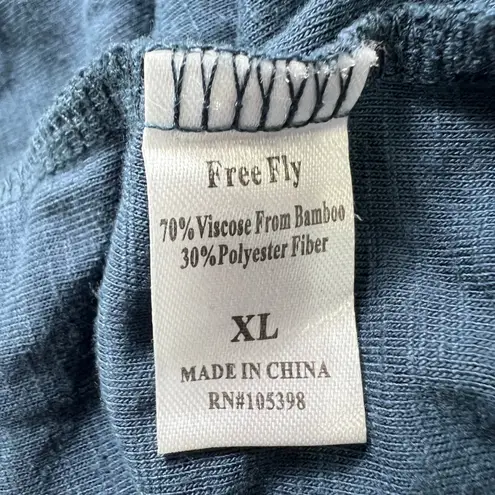 Free Fly
70%Viscose From Bamboo
30%Polyester Fiber
XL
MADE IN CHINA
RN#105398